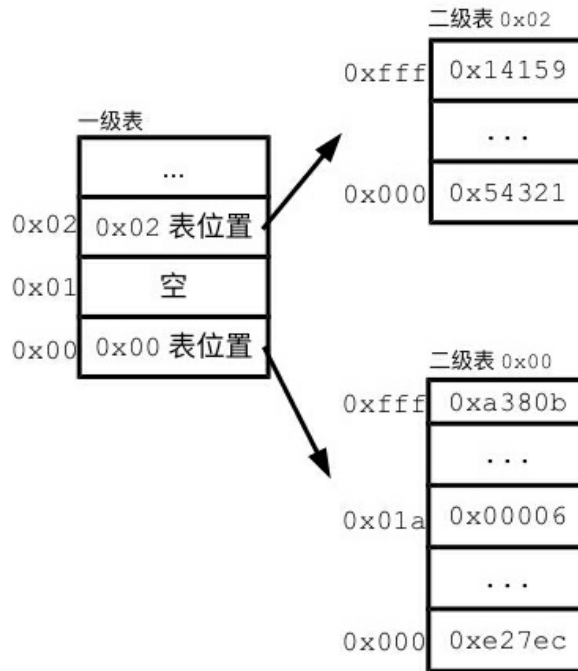 二级表 0x02
0xfff 0x14159
...
0x000 0x54321
一级表
...
0x02 0x02 表位置
0x01 空
0x00 0x00 表位置
二级表 0x00
0xfff 0xa380b
...
0x01a 0x00006
...
0x000 0xe27ec